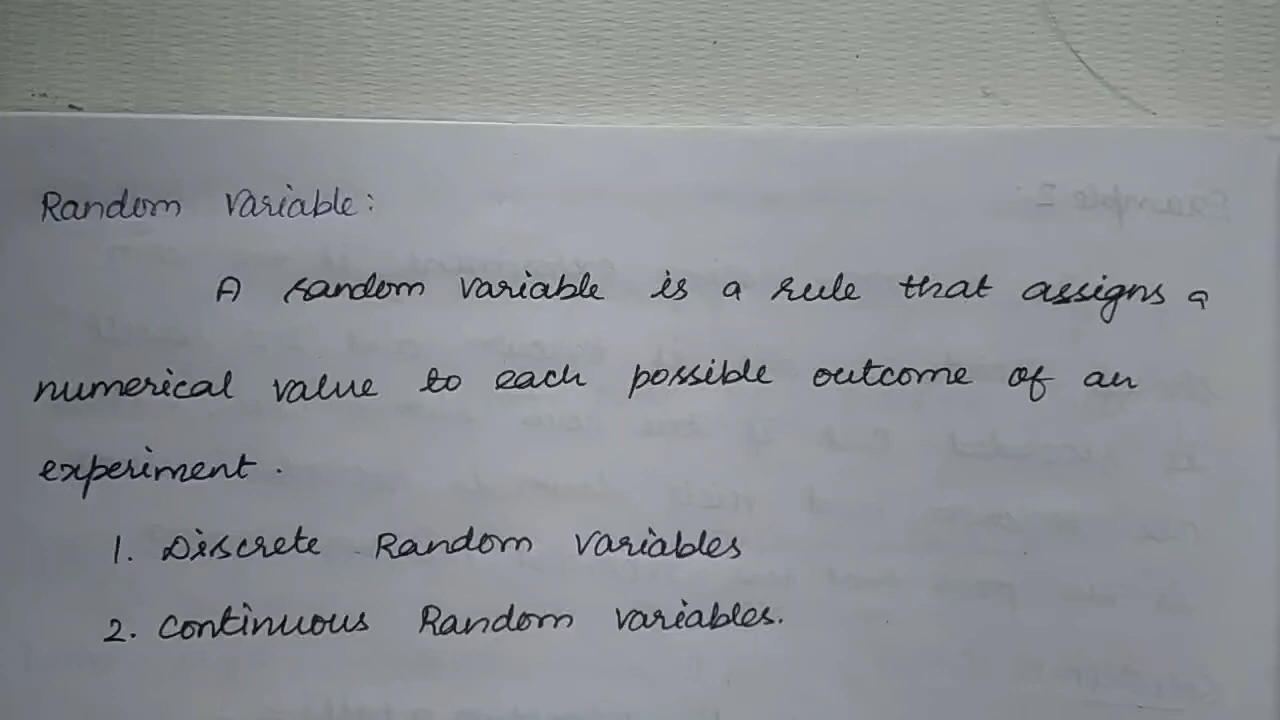 Random Variable:
A random variable is a rule that assigns a
numerical value to each possible outcome of an
experiment.
1. Discrete Random variables
2. Continuous Random variables.